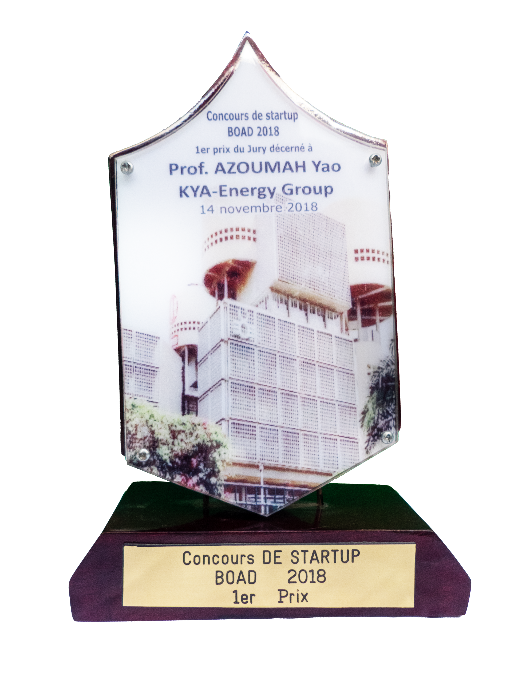 Concours de startup
BOAD 2018
1er prix du Jury décerné à
Prof. AZOUMAH Yao
KYA-Energy Group
14 novembre 2018
Concours DE STARTUP
BOAD 2018
1er Prix